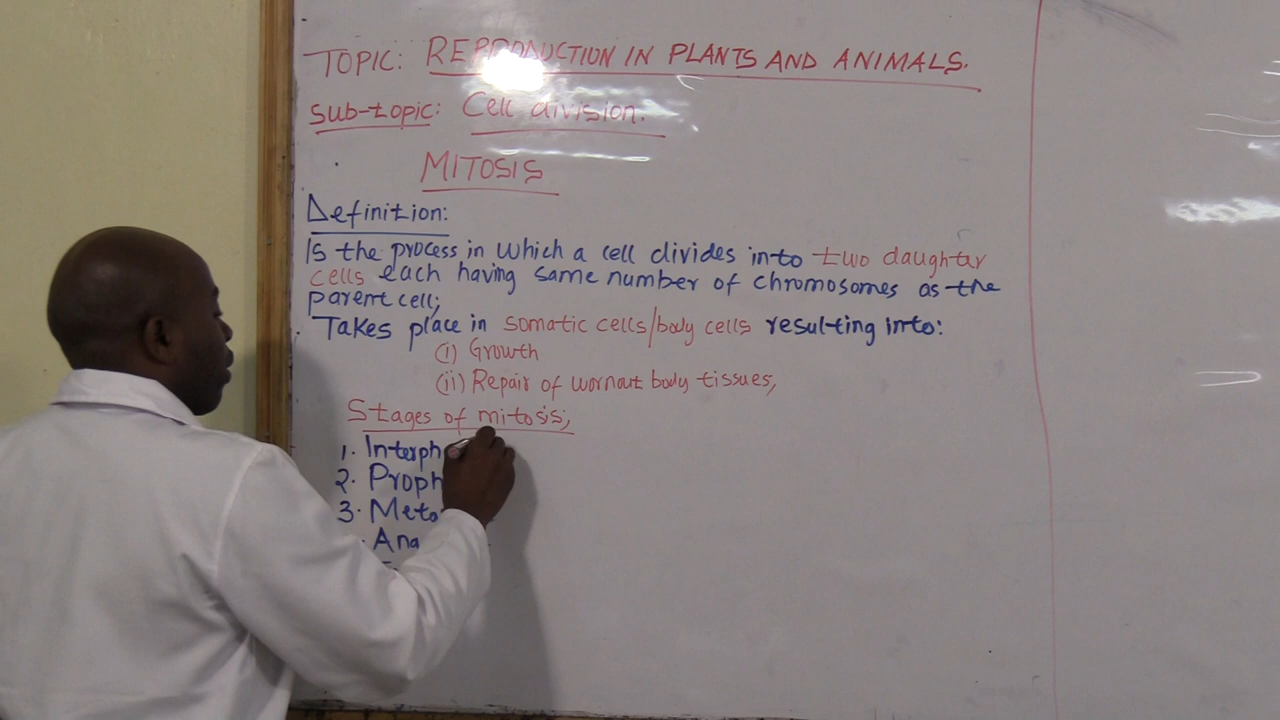 TOPIC: REPRODUCTION IN PLANTS AND ANIMALS.
Sub-topic: Cell division.
MITOSIS
Definition:
Is the process in which a cell divides into two daughter
cells each having same number of chromosomes as the
parent cell;
Takes place in somatic cells/body cells resulting into:
(i) Growth
(ii) Repair of wornout body tissues,
Stages of mitosis;
1. Interph
2. Proph
3. Meta
Ana